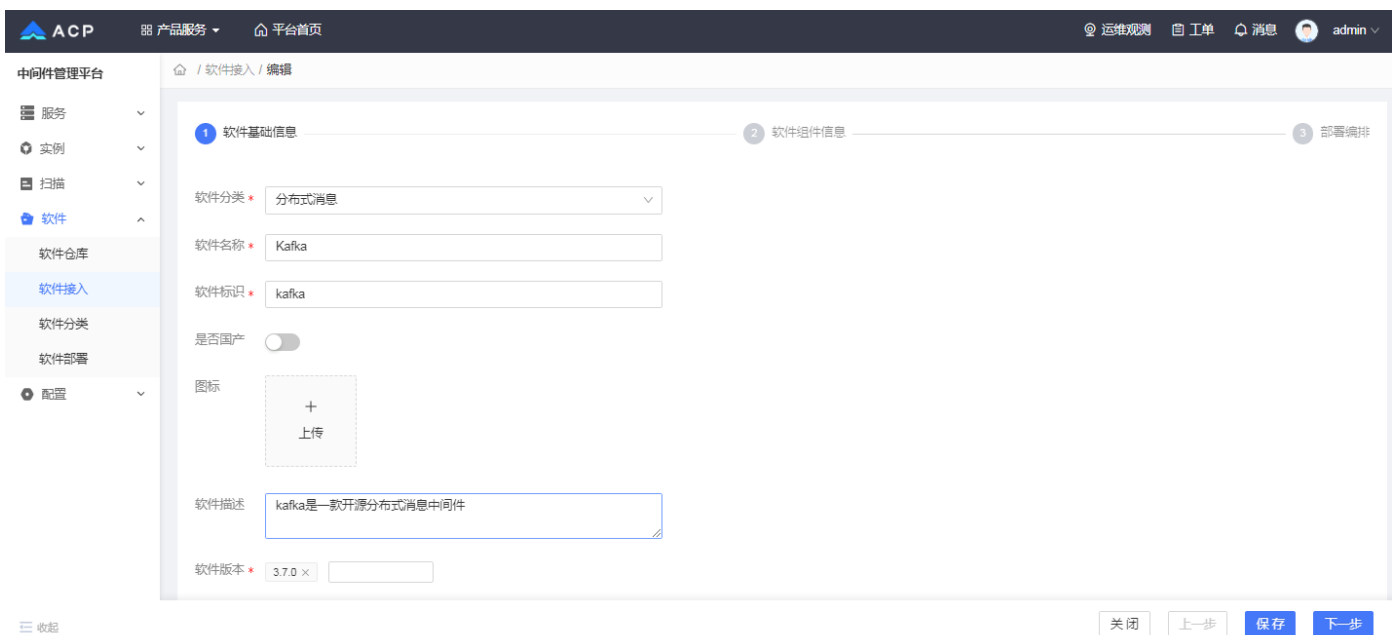 ACP 产品服务 平台首页 运维观测 工单 消息 admin
中间件管理平台
/ 软件接入 / 编辑
服务
实例
扫描
软件
软件仓库
软件接入
软件分类
软件部署
配置
收起
1 软件基础信息 2 软件组件信息 3 部署编排
软件分类 * 分布式消息
软件名称 * Kafka
软件标识 * kafka
是否国产
图标
+
上传
软件描述 kafka是一款开源分布式消息中间件
软件版本 * 3.7.0 ×
关闭 上一步 保存 下一步